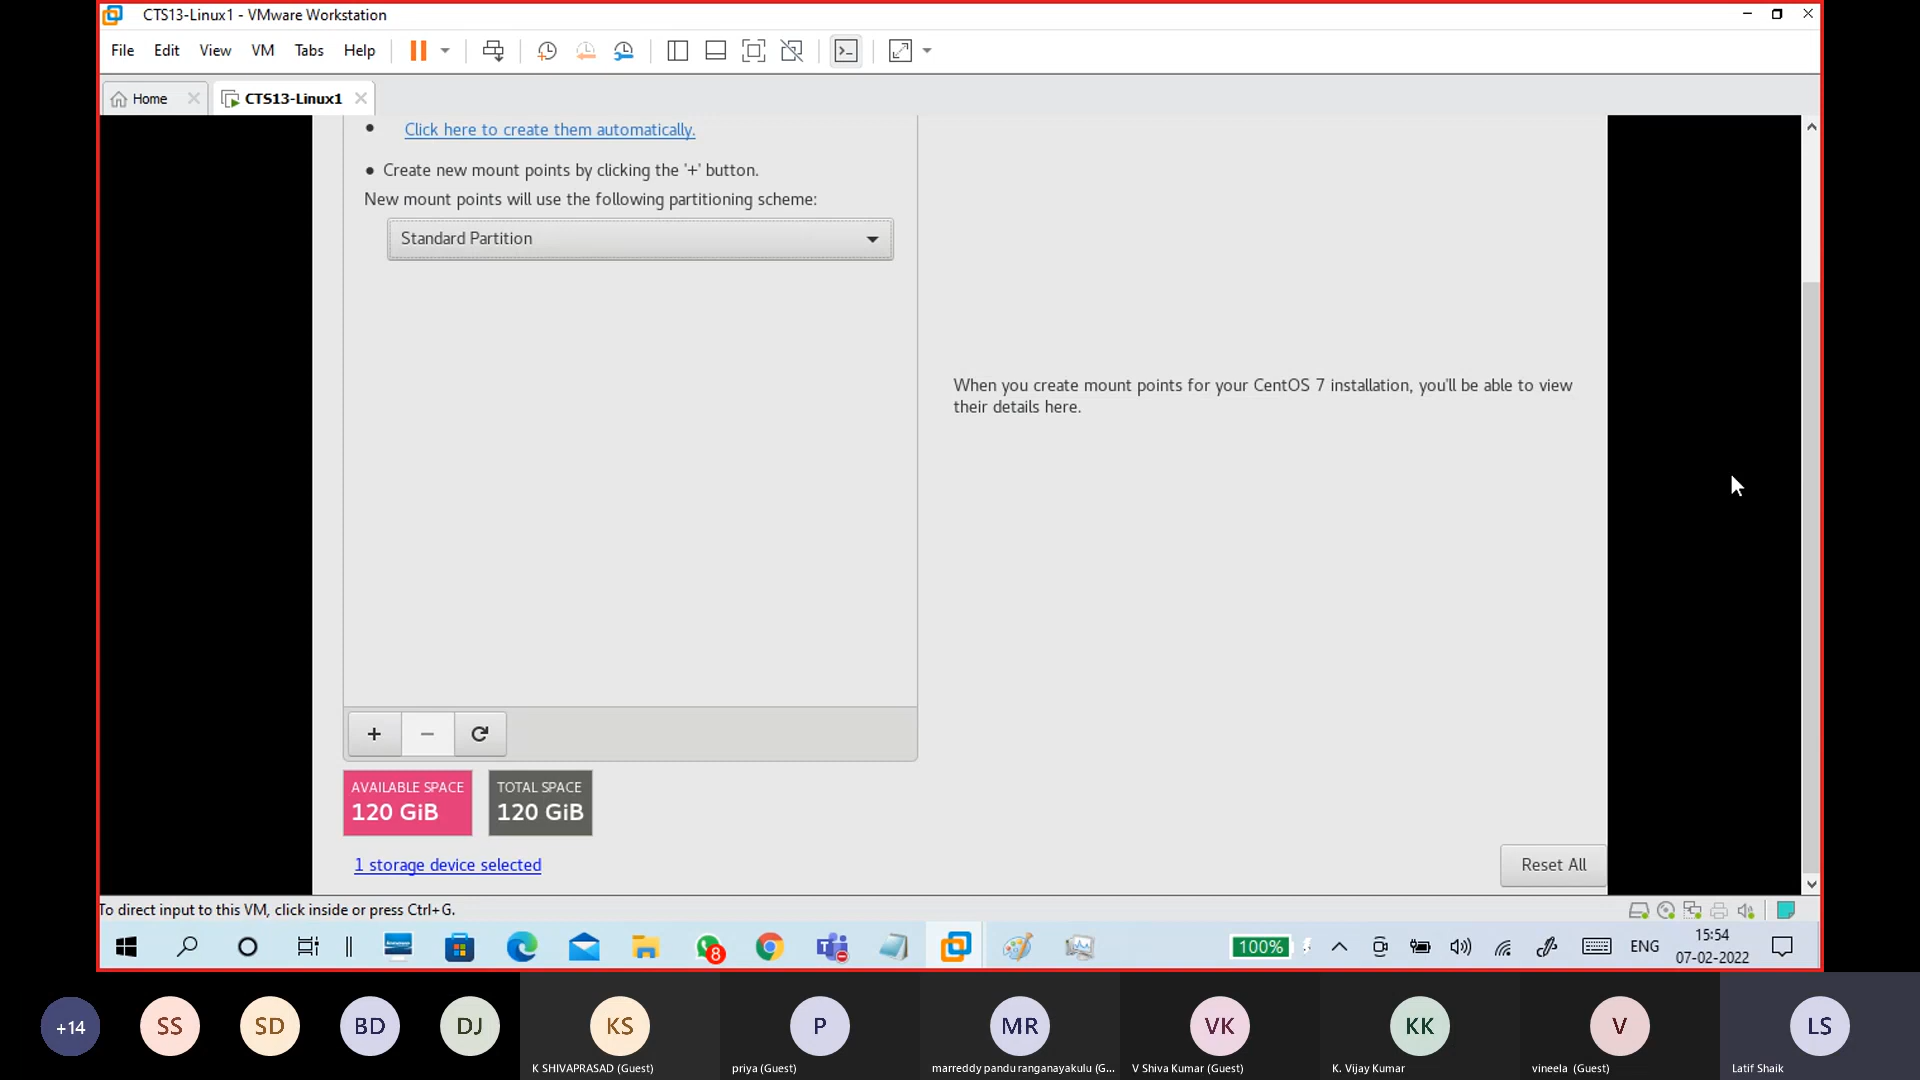 CTS13-Linux1 - VMware Workstation
File Edit View VM Tabs Help
Home CTS13-Linux1
Click here to create them automatically.
Create new mount points by clicking the '+' button.
New mount points will use the following partitioning scheme:
Standard Partition
When you create mount points for your CentOS 7 installation, you'll be able to view
their details here.
AVAILABLE SPACE
120 GiB
TOTAL SPACE
120 GiB
1 storage device selected
Reset All
To direct input to this VM, click inside or press Ctrl+G.
8
100%
ENG
15:54
07-02-2022
+14
SS
SD
BD
DJ
KS
K SHIVAPRASAD (Guest)
P
priya (Guest)
MR
marreddy pandu ranganayakulu (G...
VK
V Shiva Kumar (Guest)
KK
K. Vijay Kumar
V
vineela (Guest)
LS
Latif Shaik